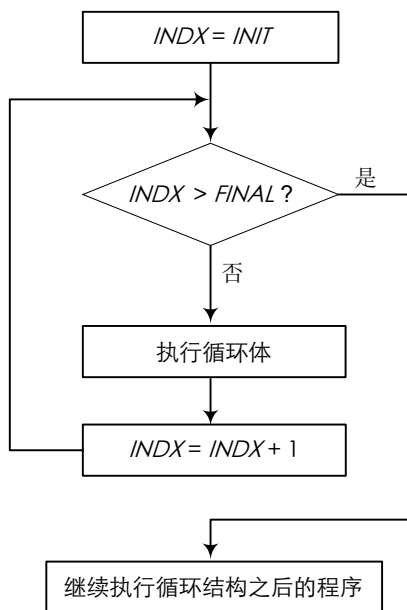 INDX = INIT
INDX > FINAL ?
是
否
执行循环体
INDX = INDX + 1
继续执行循环结构之后的程序